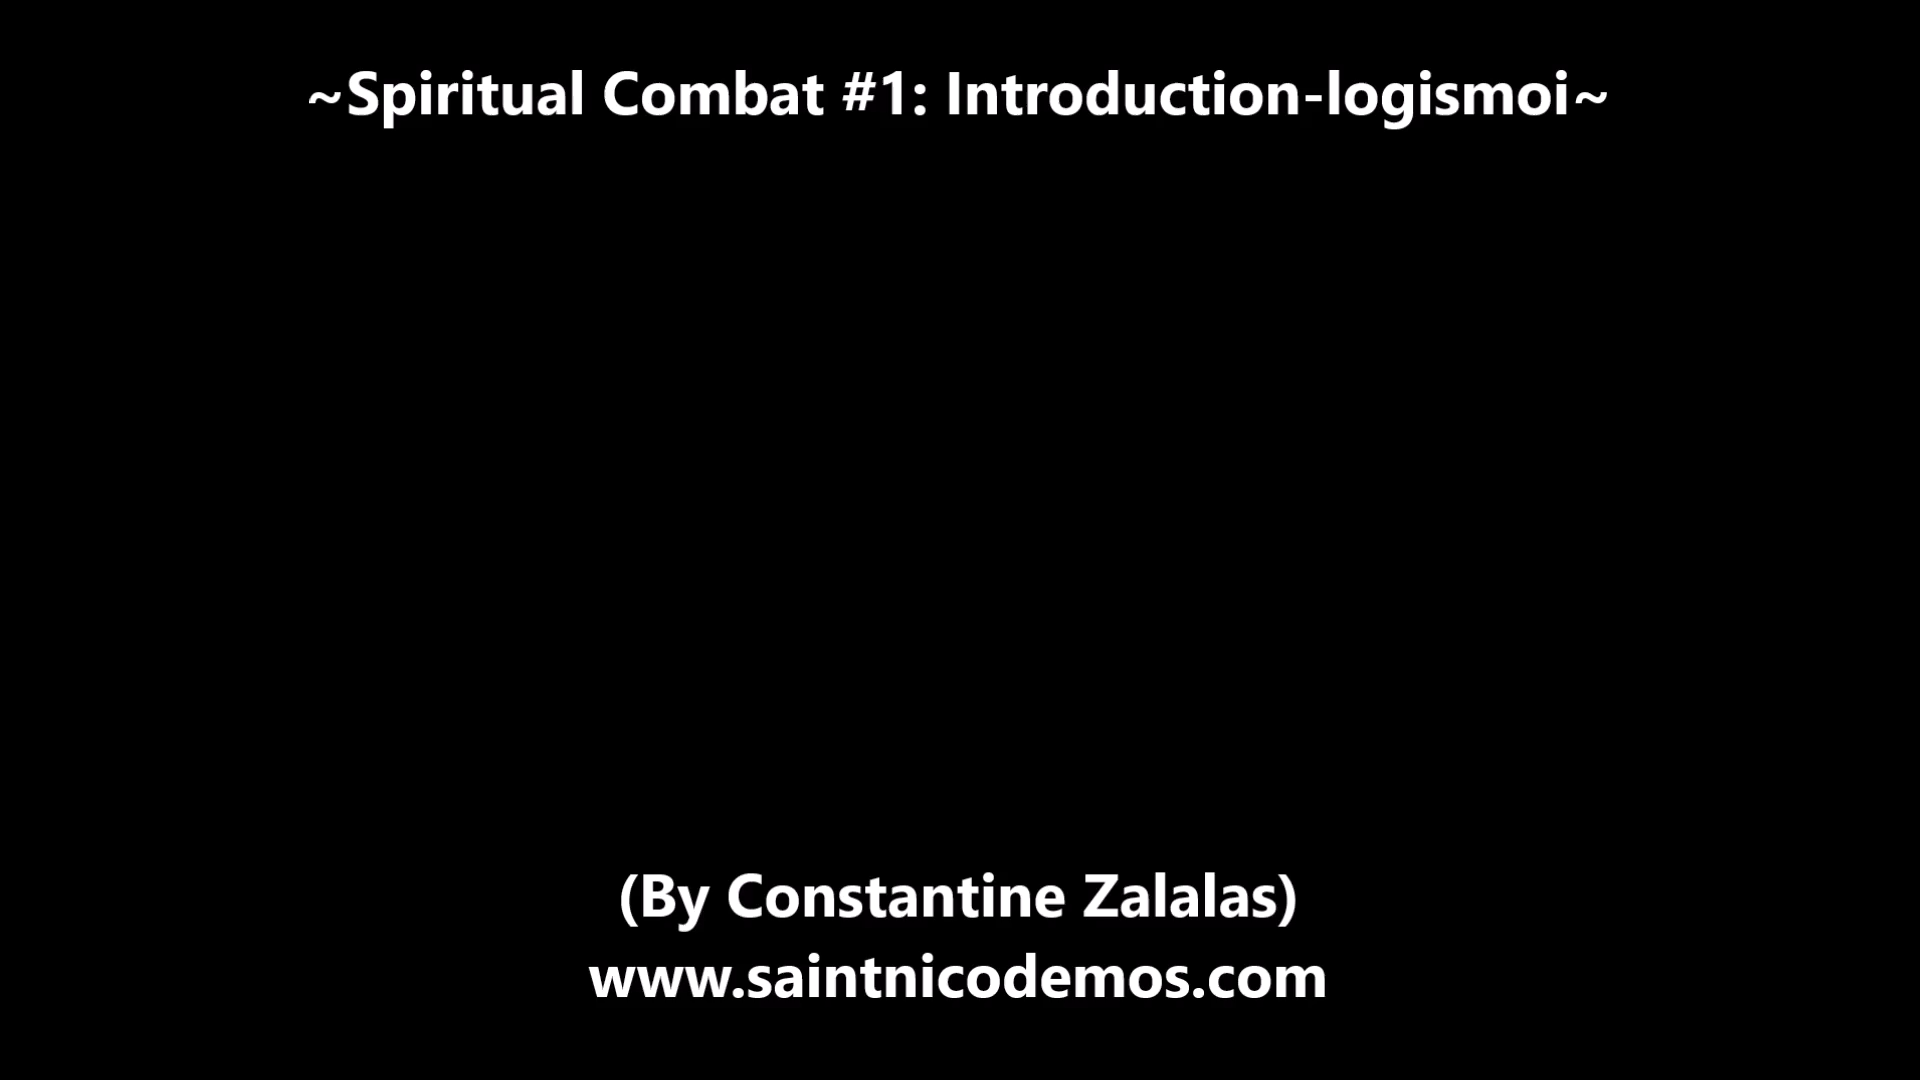 ~Spiritual Combat #1: Introduction-logismoi~
(By Constantine Zalalas)
www.saintnicodemos.com